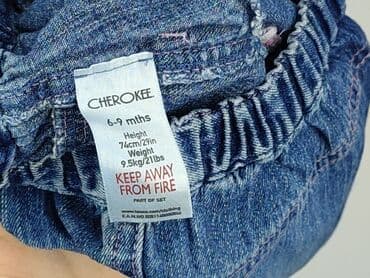 CHEROKEE
6-9 mths
Height
74cm/29in
Weight
9.5kg/21lbs
KEEP AWAY
FROM FIRE
PART OF SET